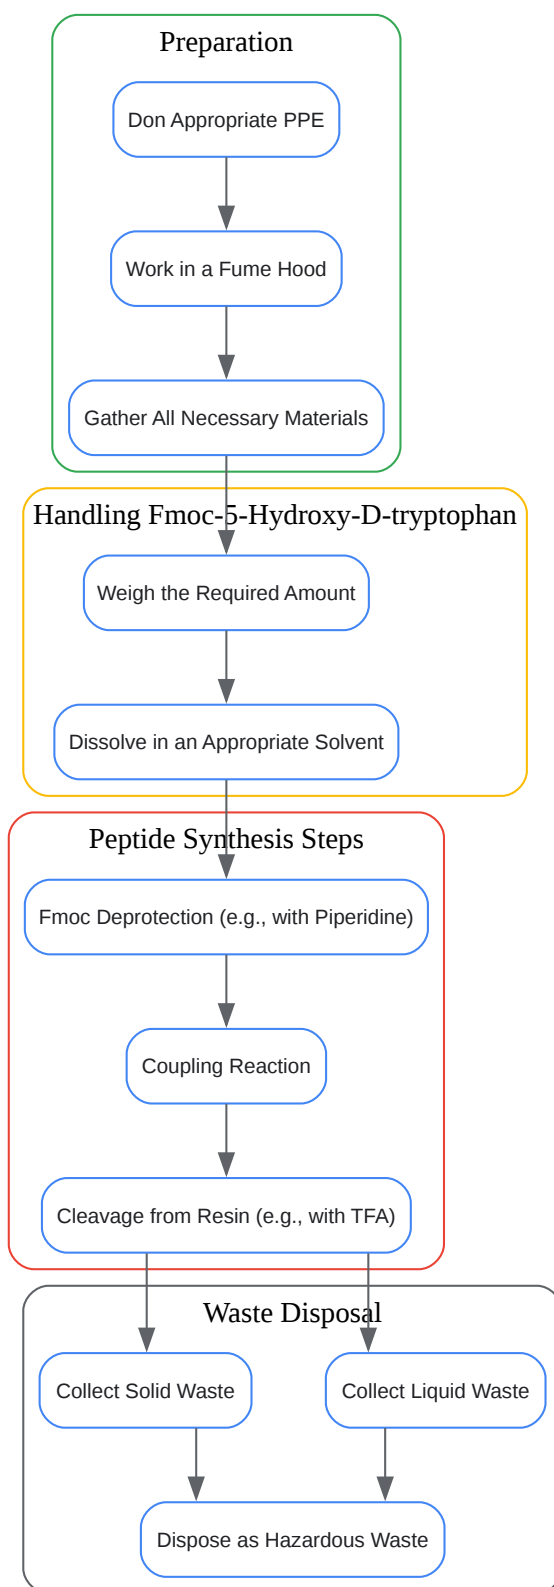 Preparation
Don Appropriate PPE
Work in a Fume Hood
Gather All Necessary Materials
Handling Fmoc-5-Hydroxy-D-tryptophan
Weigh the Required Amount
Dissolve in an Appropriate Solvent
Peptide Synthesis Steps
Fmoc Deprotection (e.g., with Piperidine)
Coupling Reaction
Cleavage from Resin (e.g., with TFA)
Waste Disposal
Collect Solid Waste
Collect Liquid Waste
Dispose as Hazardous Waste